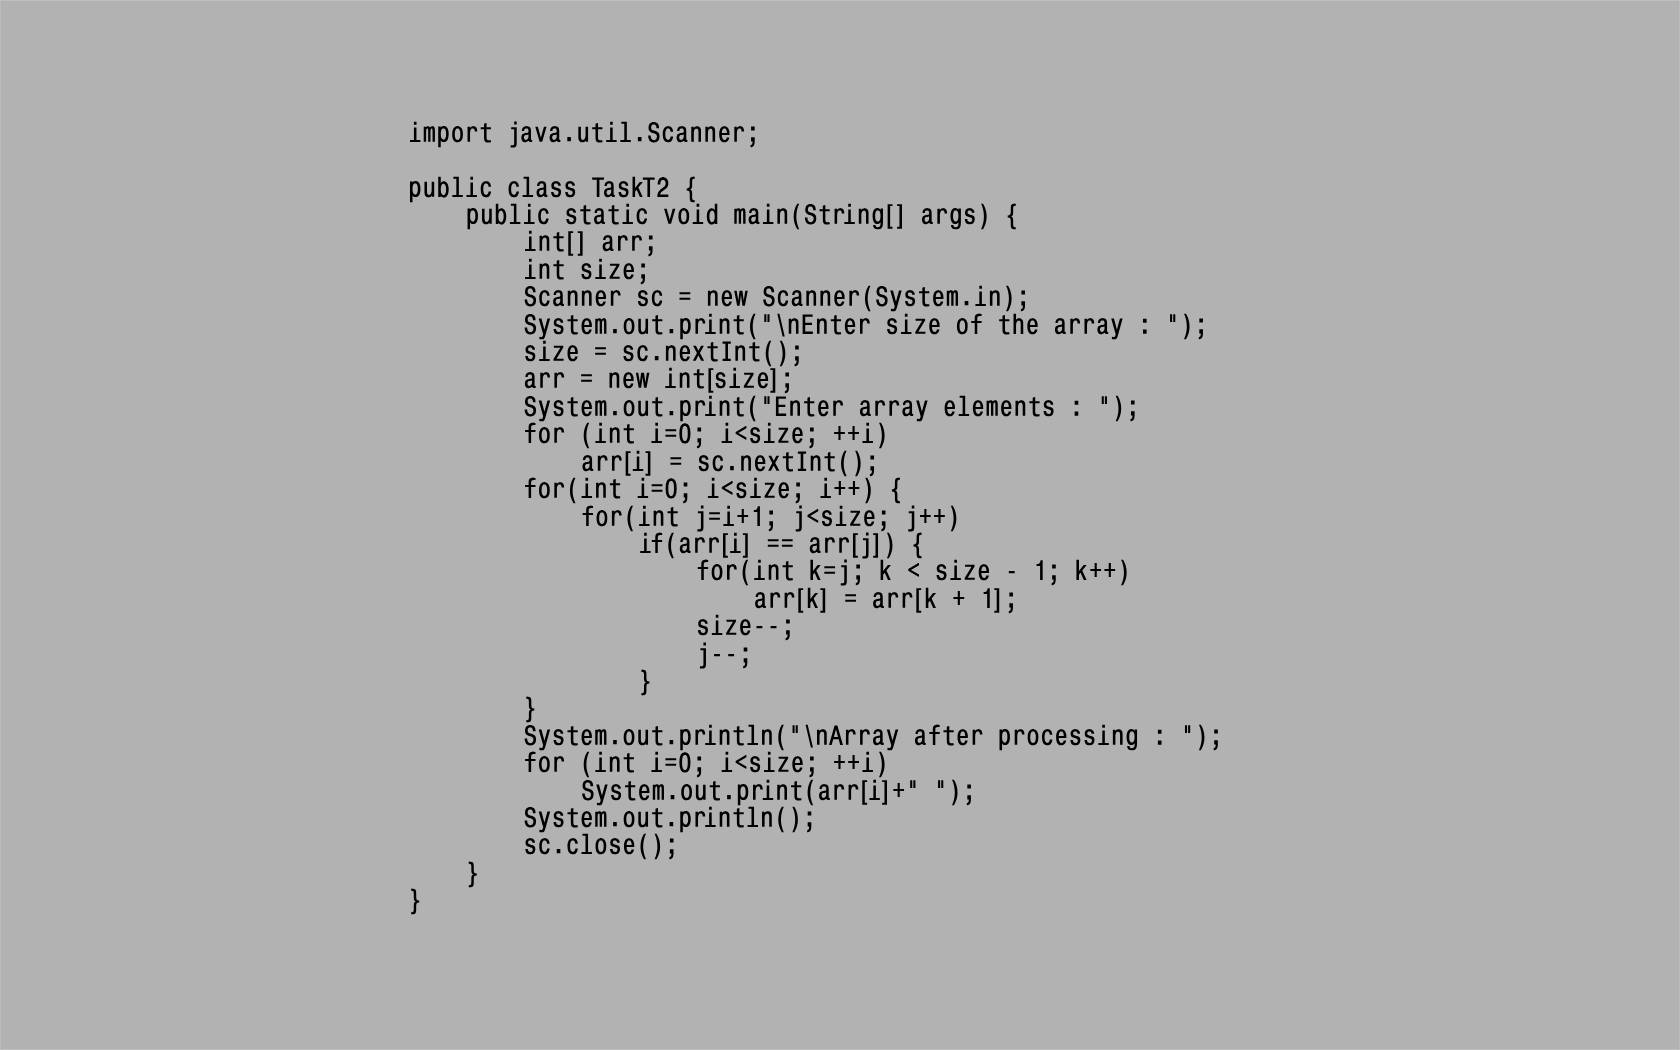 import java.util.Scanner;

public class TaskT2 {
    public static void main(String[] args) {
        int[] arr;
        int size;
        Scanner sc = new Scanner(System.in);
        System.out.print("\nEnter size of the array : ");
        size = sc.nextInt();
        arr = new int[size];
        System.out.print("Enter array elements : ");
        for (int i=0; i<size; ++i)
            arr[i] = sc.nextInt();
        for(int i=0; i<size; i++) {
            for(int j=i+1; j<size; j++)
                if(arr[i] == arr[j]) {
                    for(int k=j; k < size - 1; k++)
                        arr[k] = arr[k + 1];
                    size--;
                    j--;
                }
        }
        System.out.println("\nArray after processing : ");
        for (int i=0; i<size; ++i)
            System.out.print(arr[i]+" ");
        System.out.println();
        sc.close();
    }
}